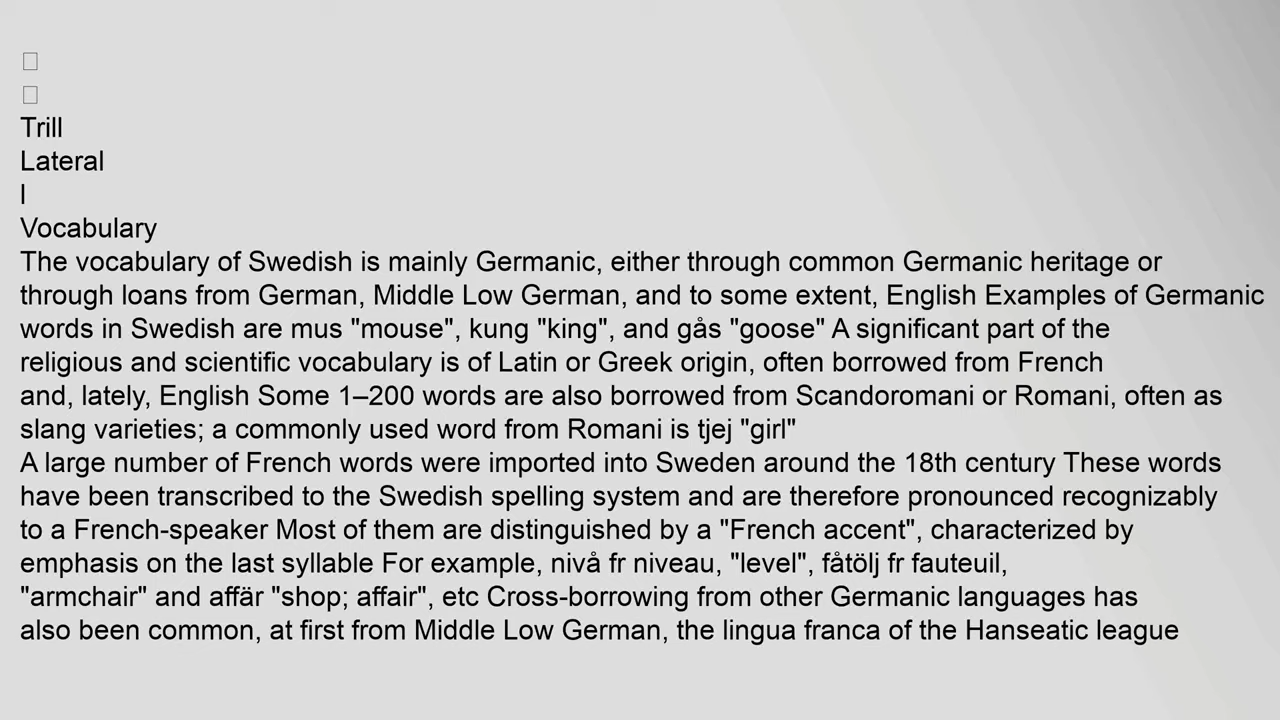 Trill
Lateral
l
Vocabulary
The vocabulary of Swedish is mainly Germanic, either through common Germanic heritage or
through loans from German, Middle Low German, and to some extent, English Examples of Germanic
words in Swedish are mus "mouse", kung "king", and gås "goose" A significant part of the
religious and scientific vocabulary is of Latin or Greek origin, often borrowed from French
and, lately, English Some 1–200 words are also borrowed from Scandoromani or Romani, often as
slang varieties; a commonly used word from Romani is tjej "girl"
A large number of French words were imported into Sweden around the 18th century These words
have been transcribed to the Swedish spelling system and are therefore pronounced recognizably
to a French-speaker Most of them are distinguished by a "French accent", characterized by
emphasis on the last syllable For example, nivå fr niveau, "level", fåtölj fr fauteuil,
"armchair" and affär "shop; affair", etc Cross-borrowing from other Germanic languages has
also been common, at first from Middle Low German, the lingua franca of the Hanseatic league